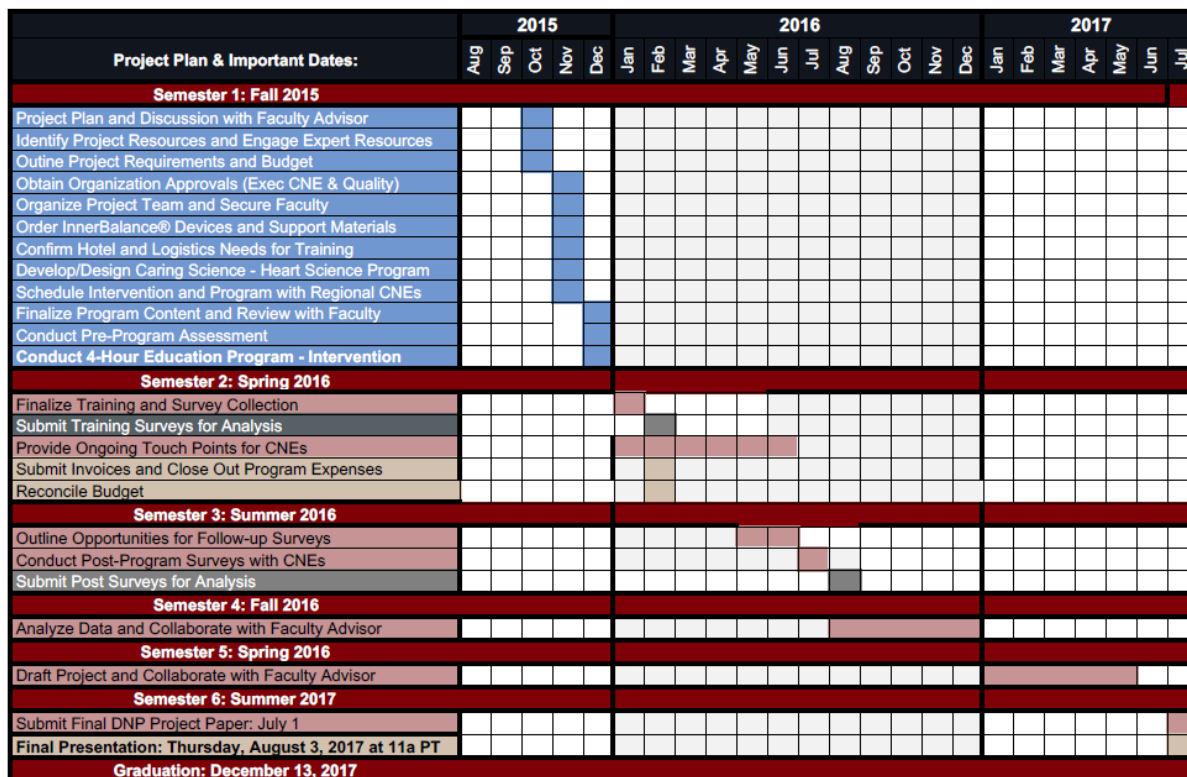 2015 2016 2017
Project Plan & Important Dates: Aug Sep Oct Nov Dec Jan Feb Mar Apr May Jun Jul Aug Sep Oct Nov Dec Jan Feb Mar Apr May Jun Jul
Semester 1: Fall 2015
Project Plan and Discussion with Faculty Advisor
Identify Project Resources and Engage Expert Resources
Outine Project Requirements and Budget
Obtain Organization Approvals (Exec CNE & Quality)
Organize Project Team and Secure Faculty
Order InnerBalance® Devices and Support Materials
Confirm Hotel and Logistics Needs for Training
Develop/Design Caring Science - Heart Science Program
Schedule Intervention and Program with Regional CNEs
Finalize Program Content and Review with Faculty
Conduct Pre-Program Assessment
Conduct 4-Hour Education Program - Intervention
Semester 2: Spring 2016
Finalize Training and Survey Collection
Submit Training Surveys for Analysis
Provide Ongoing Touch Points for CNEs
Submit Invoices and Close Out Program Expenses
Reconcile Budget
Semester 3: Summer 2016
Outline Opportunities for Follow-up Surveys
Conduct Post-Program Surveys with CNEs
Submit Post Surveys for Analysis
Semester 4: Fall 2016
Analyze Data and Collaborate with Faculty Advisor
Semester 5: Spring 2016
Draft Project and Collaborate with Faculty Advisor
Semester 6: Summer 2017
Submit Final DNP Project Paper: July 1
Final Presentation: Thursday, August 3, 2017 at 11a PT
Graduation: December 13, 2017